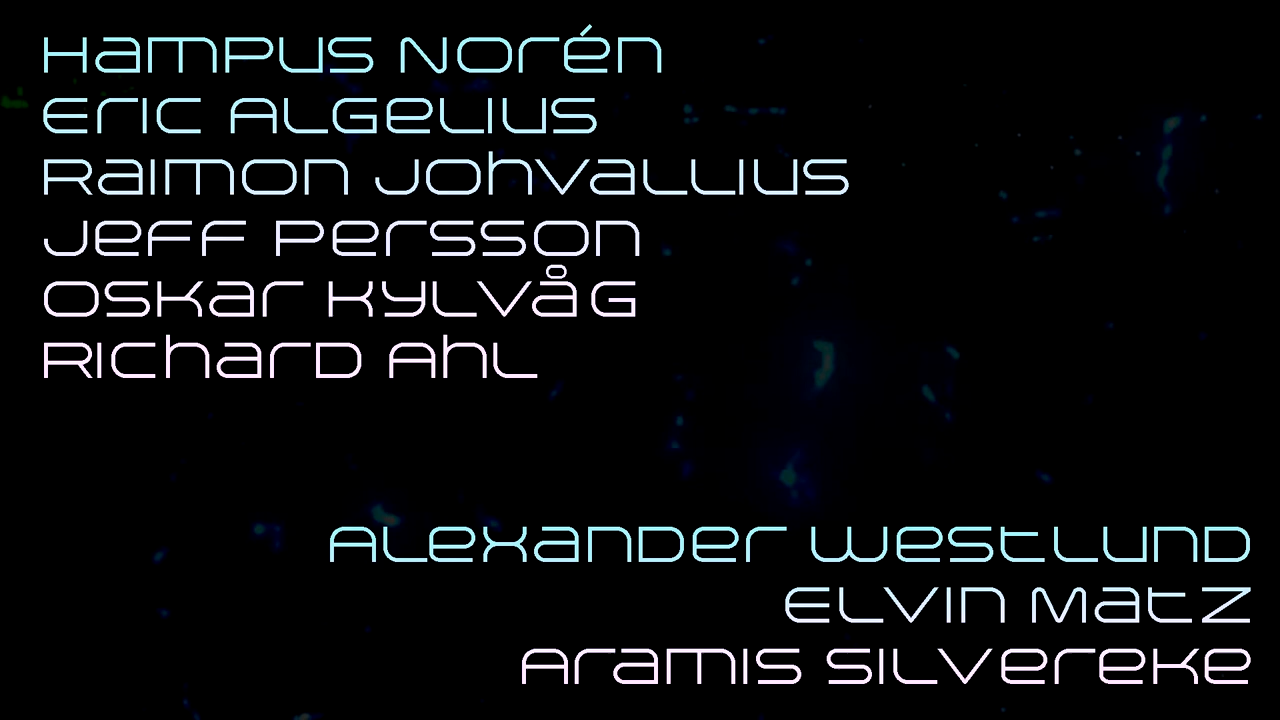 Hampus Norén
Eric Algelius
Raimon Johvallius
Jeff Persson
Oskar Kylvåg
Richard Ahl
Alexander Westlund
Elvin Matz
Aramis Silvereke